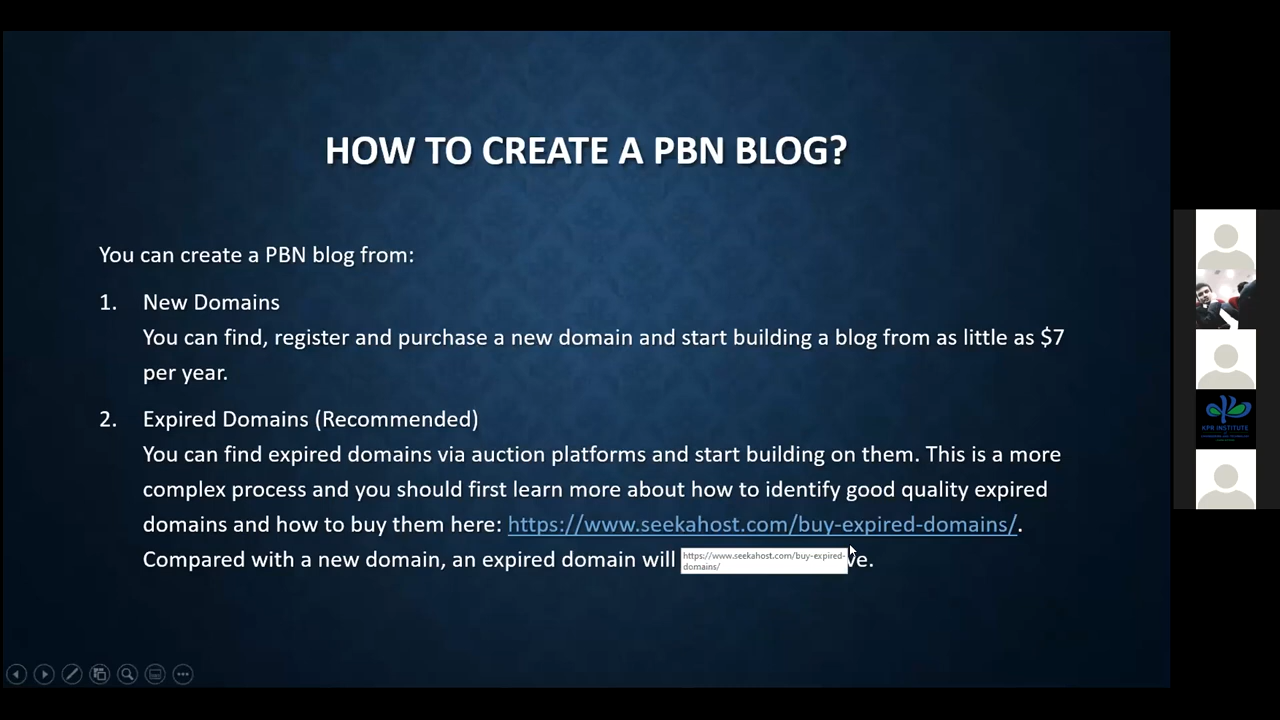 HOW TO CREATE A PBN BLOG?
You can create a PBN blog from:
1. New Domains
You can find, register and purchase a new domain and start building a blog from as little as $7
per year.
2. Expired Domains (Recommended)
You can find expired domains via auction platforms and start building on them. This is a more
complex process and you should first learn more about how to identify good quality expired
domains and how to buy them here: https://www.seekahost.com/buy-expired-domains/.
Compared with a new domain, an expired domain will
https://www.seekahost.com/buy-expired-
domains/
KPR INSTITUTE